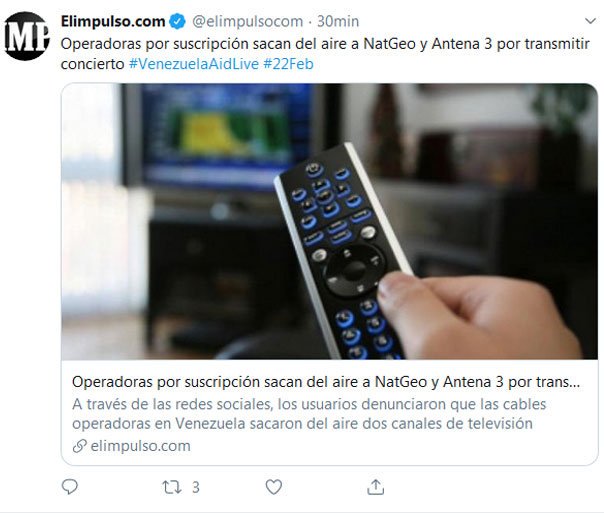 MP
Elimpulso.com @elimpulsocom · 30min
Operadoras por suscripción sacan del aire a NatGeo y Antena 3 por transmitir
concierto #VenezuelaAidLive #22Feb
Operadoras por suscripción sacan del aire a NatGeo y Antena 3 por trans...
A través de las redes sociales, los usuarios denunciaron que las cables
operadoras en Venezuela sacaron del aire dos canales de televisión
elimpulso.com
3